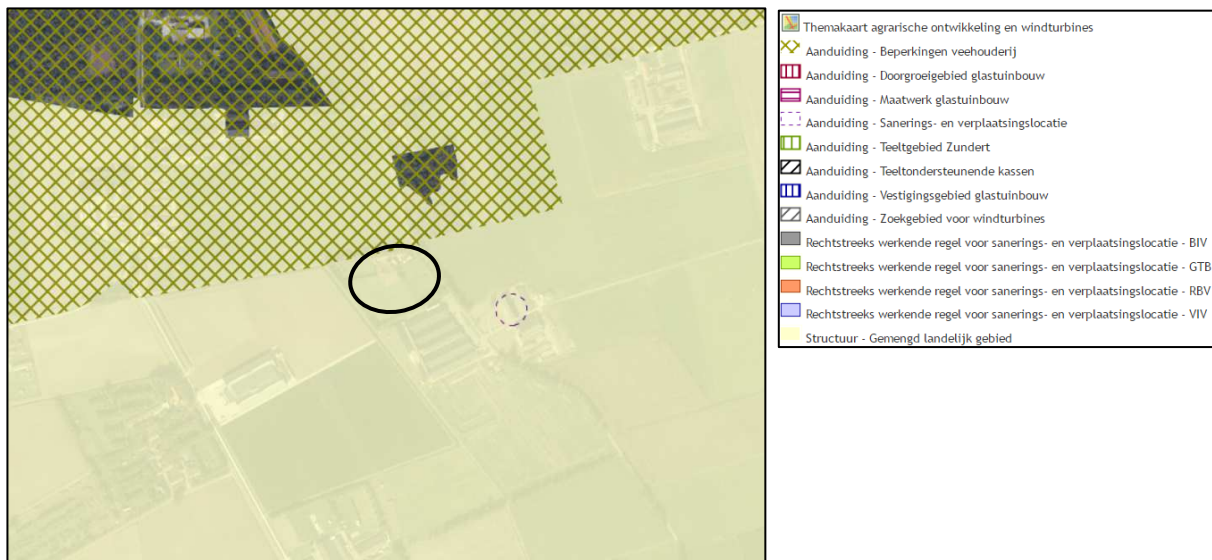 Themakaart agrarische ontwikkeling en windturbines
Aanduiding - Beperkingen veehouderij
Aanduiding - Doorgroeigebied glastuinbouw
Aanduiding - Maatwerk glastuinbouw
Aanduiding - Sanerings- en verplaatsingslocatie
Aanduiding - Teeltgebied Zundert
Aanduiding - Teeltondersteunende kassen
Aanduiding - Vestigingsgebied glastuinbouw
Aanduiding - Zoekgebied voor windturbines
Rechtstreeks werkende regel voor sanerings- en verplaatsingslocatie - BIV
Rechtstreeks werkende regel voor sanerings- en verplaatsingslocatie - GTB
Rechtstreeks werkende regel voor sanerings- en verplaatsingslocatie - RBV
Rechtstreeks werkende regel voor sanerings- en verplaatsingslocatie - VIV
Structuur - Gemengd landelijk gebied